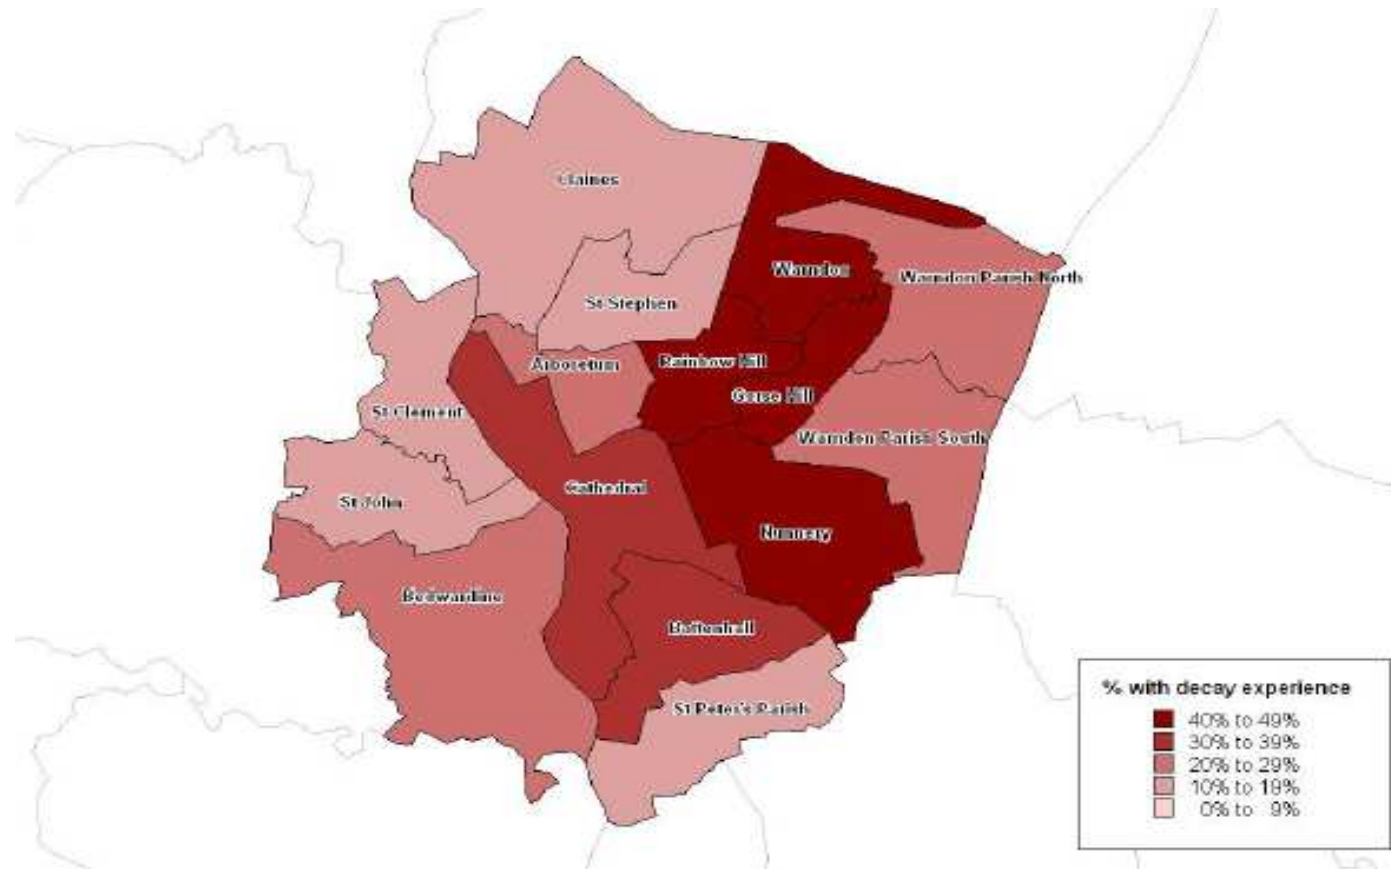 Claines
Warndon
Warndon Parish North
St Stephen
Arboretum
Rainbow Hill
Gorse Hill
St Clement
Warndon Parish South
Cathedral
St John
Nunnery
Bedwardine
Battenhall
St Peter's Parish
% with decay experience
40% to 49%
30% to 39%
20% to 29%
10% to 19%
0% to 9%